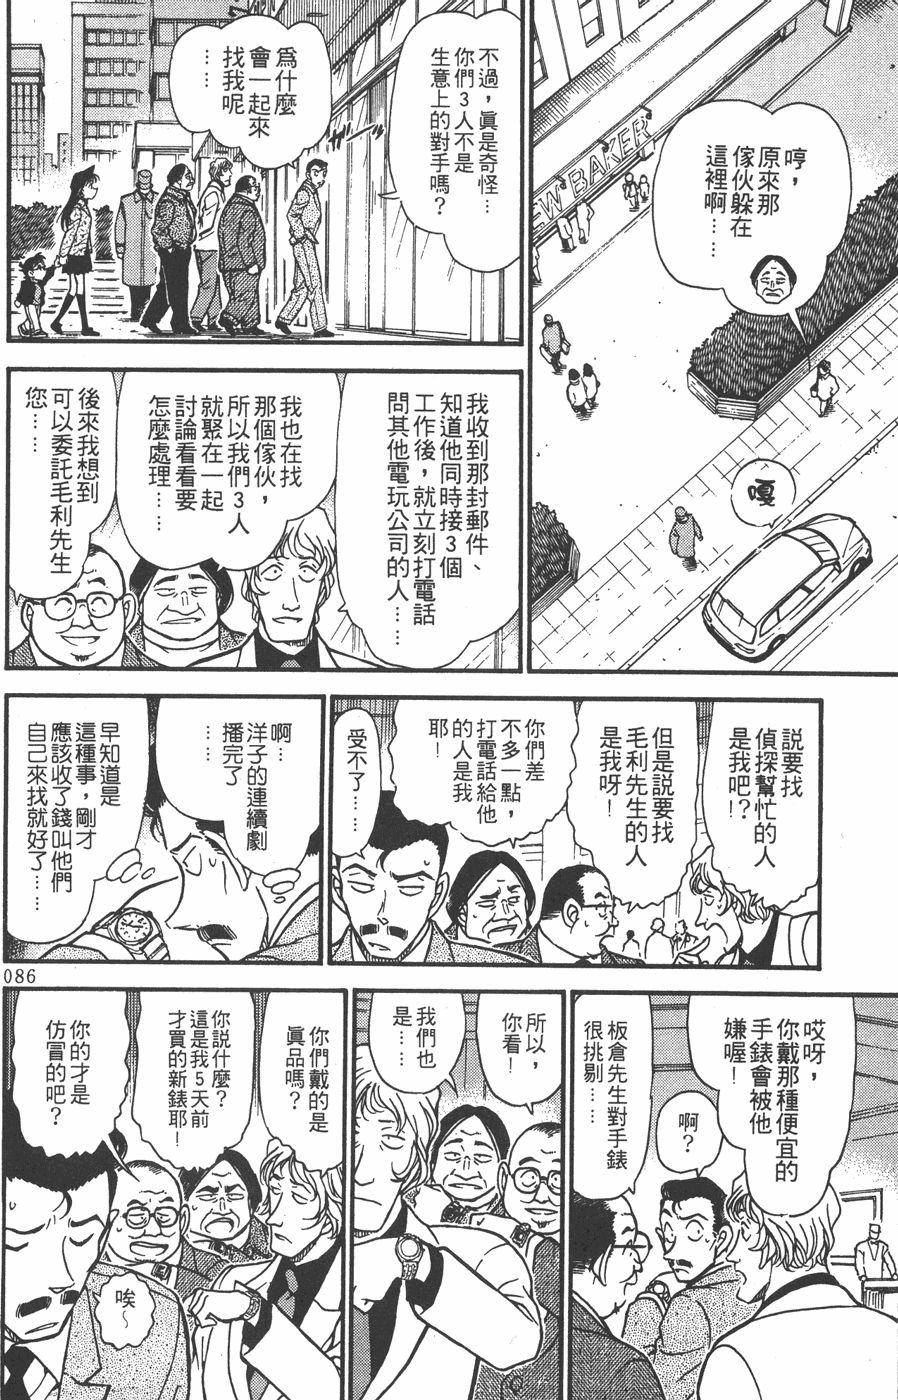 哼，
原來那
傢伙躲在
這裡啊……
EW BAKER
嘎
不過，真是奇怪…
你們3人不是
生意上的對手嗎？
爲什麼
會一起來
找我呢
……
我收到那封郵件、
知道他同時接3個
工作後，就立刻打電話
問其他電玩公司的人……
我也在找
那個傢伙，
所以我們3人
就聚在一起
討論看看要
怎麼處理……
後來我想到
可以委託毛利先生
您……
說要找
偵探幫忙的人
是我吧！？
但是說要找
毛利先生的人
是我呀！
你們差
不多一點，
打電話給他
的人是我
耶！
受不了……
啊…
洋子的連續劇
播完了
……
早知道是
這種事，剛才
應該收了錢叫他們
自己來找就好了……
086
哎呀，
你戴那種便宜的
手錶會被他
嫌喔！
啊？
板倉先生對手錶
很挑剔……
所以，
你看！
我們也
是……
你們戴的是
真品嗎？
你說什麼？
這是我5天前
才買的新錶耶！
你的才是
仿冒的吧？
唉～